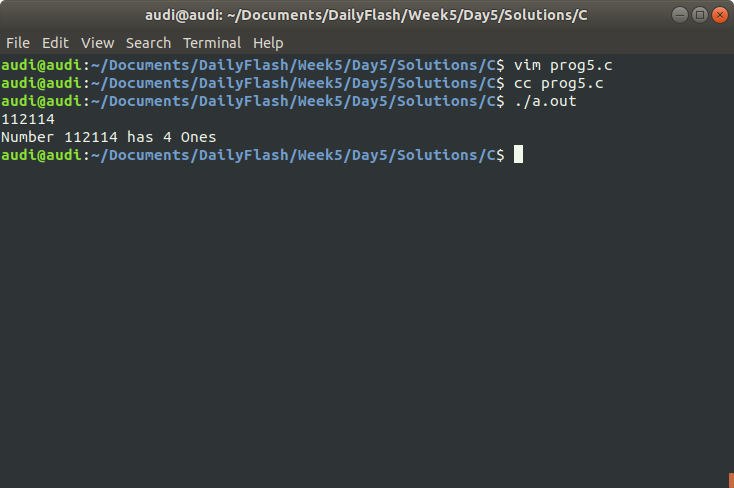 audi@audi: ~/Documents/DailyFlash/Week5/Day5/Solutions/C
File Edit View Search Terminal Help
audi@audi:~/Documents/DailyFlash/Week5/Day5/Solutions/C$ vim prog5.c
audi@audi:~/Documents/DailyFlash/Week5/Day5/Solutions/C$ cc prog5.c
audi@audi:~/Documents/DailyFlash/Week5/Day5/Solutions/C$ ./a.out
112114
Number 112114 has 4 Ones
audi@audi:~/Documents/DailyFlash/Week5/Day5/Solutions/C$